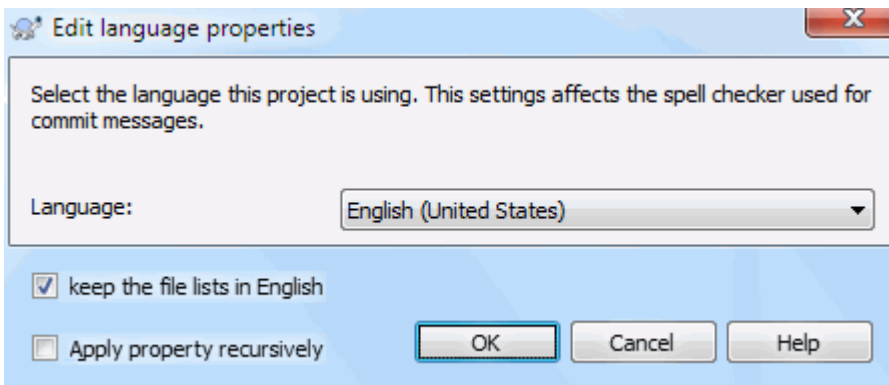 Edit language properties
Select the language this project is using. This settings affects the spell checker used for
commit messages.
Language:
English (United States)
keep the file lists in English
Apply property recursively
OK
Cancel
Help